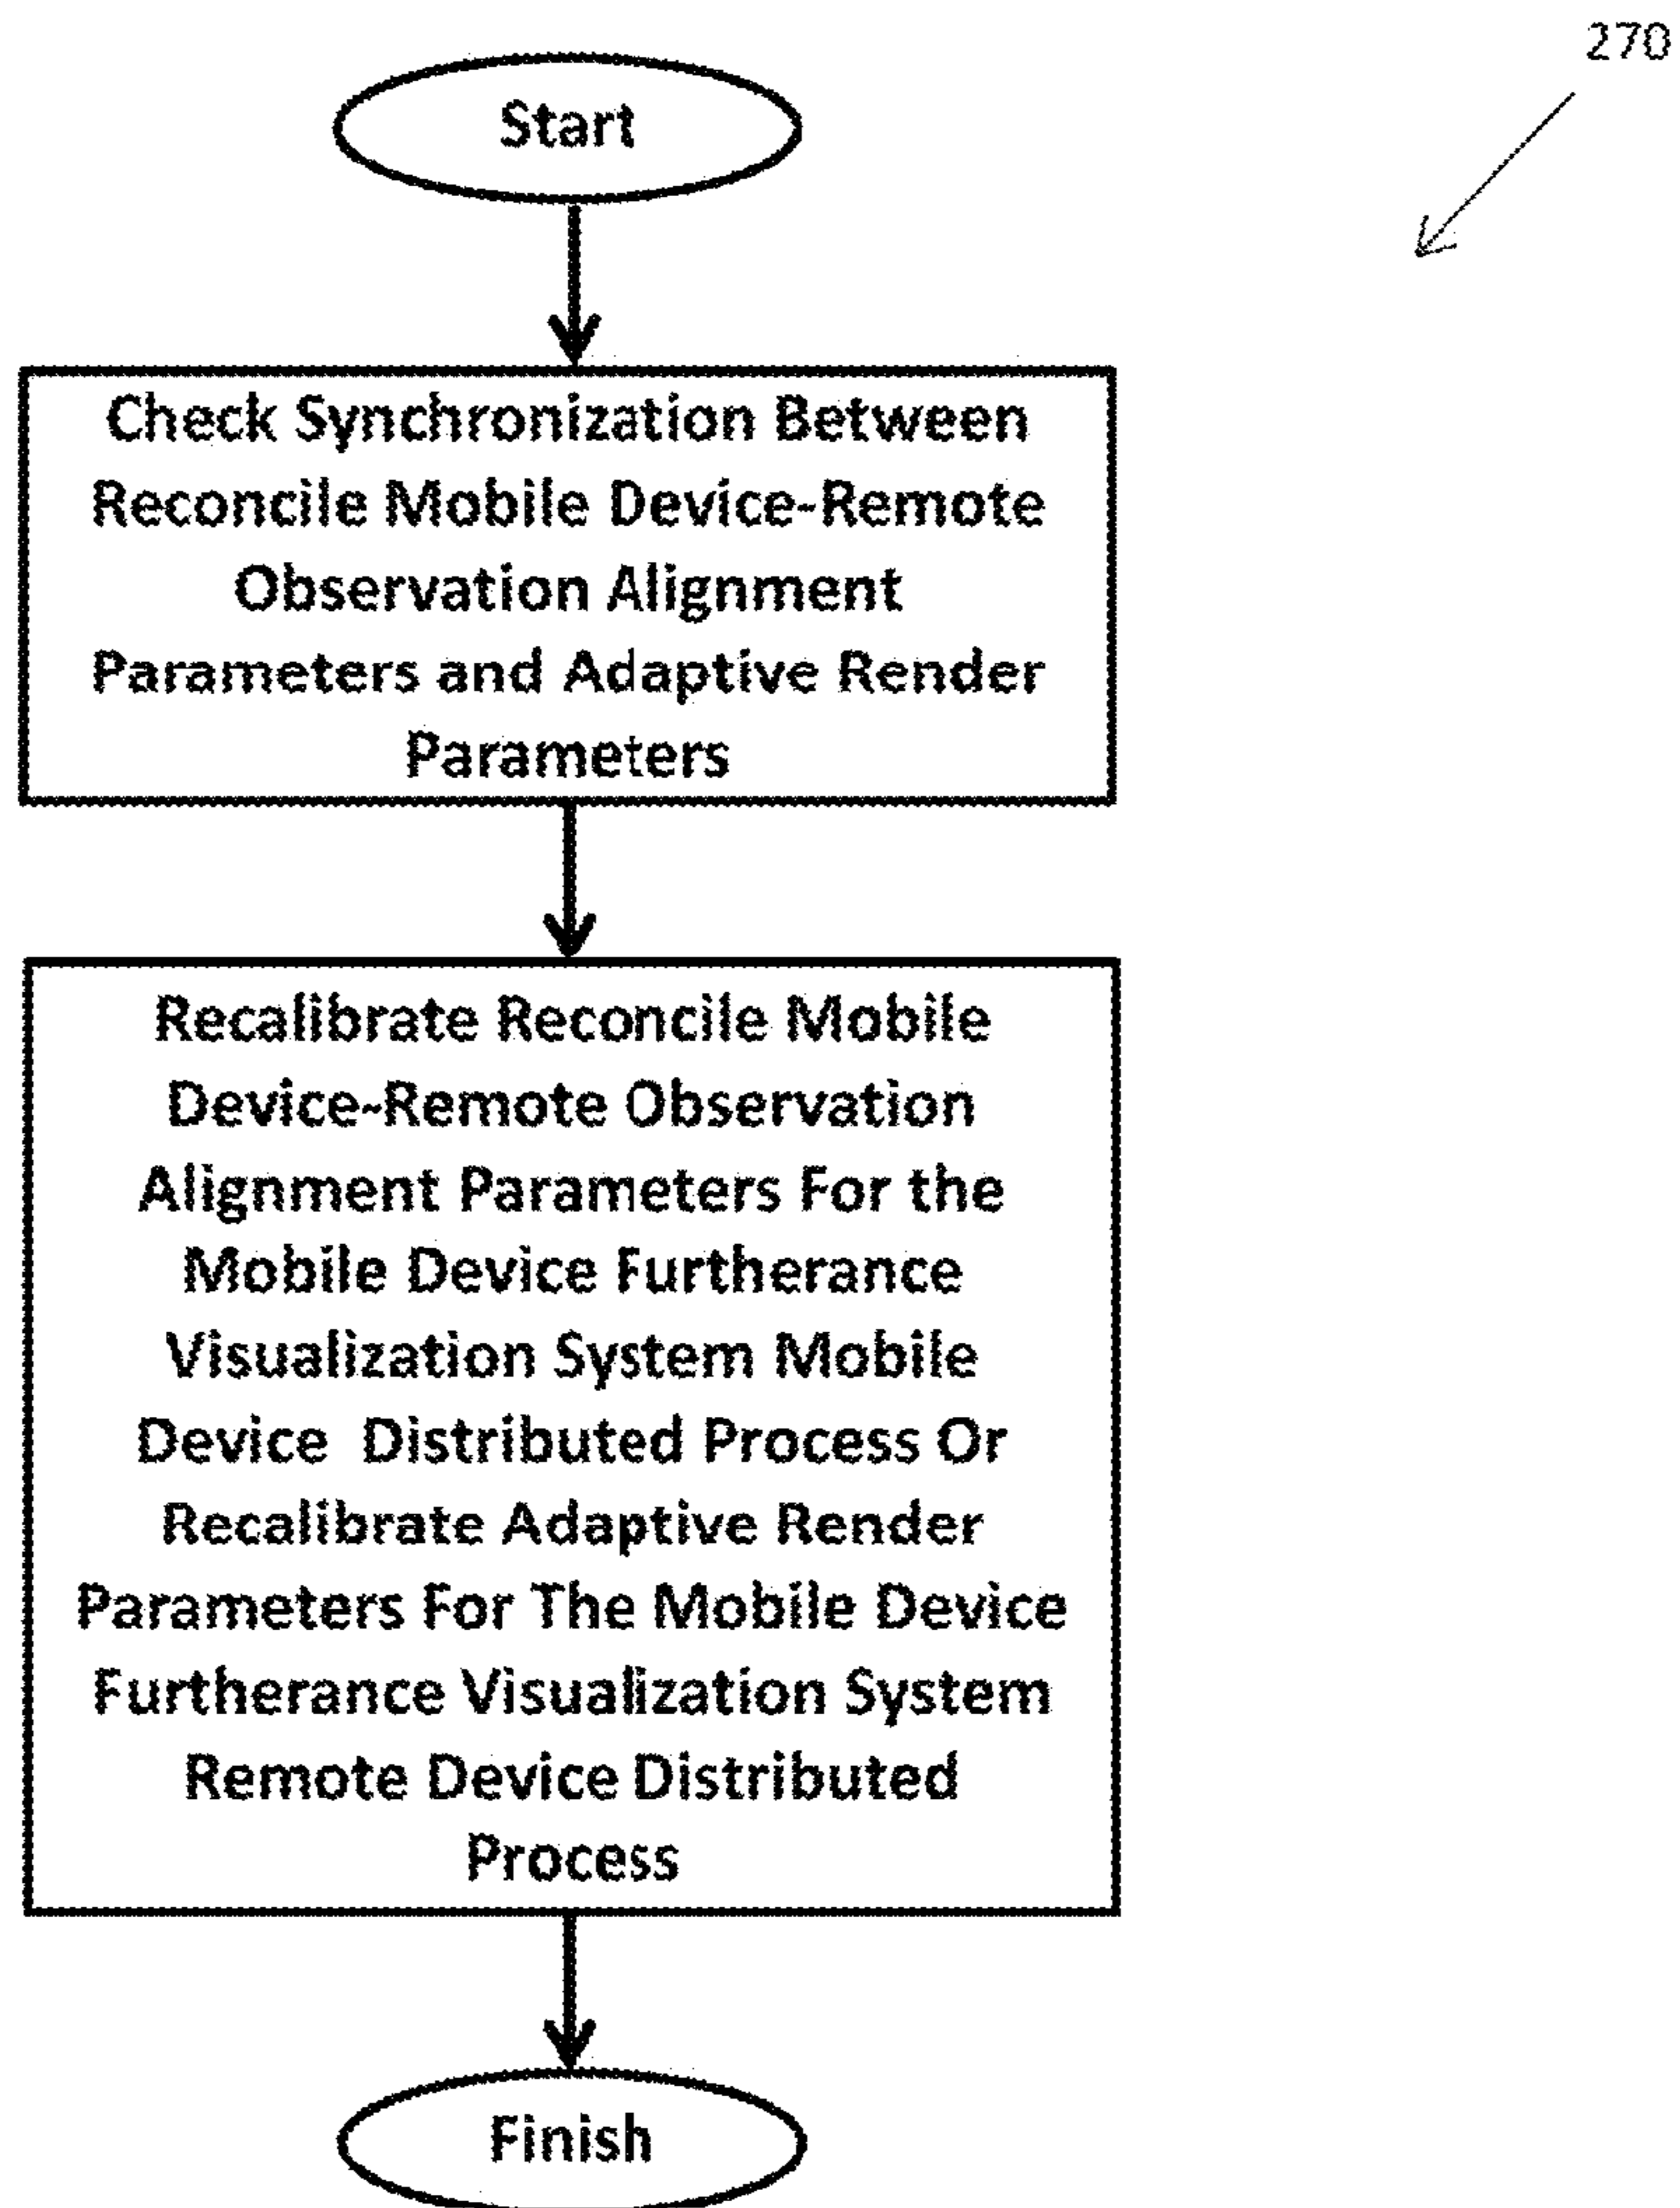 270
Start
Check Synchronization Between
Reconcile Mobile Device-Remote
Observation Alignment
Parameters and Adaptive Render
Parameters
Recalibrate Reconcile Mobile
Device-Remote Observation
Alignment Parameters For the
Mobile Device Furtherance
Visualization System Mobile
Device Distributed Process Or
Recalibrate Adaptive Render
Parameters For The Mobile Device
Furtherance Visualization System
Remote Device Distributed
Process
Finish